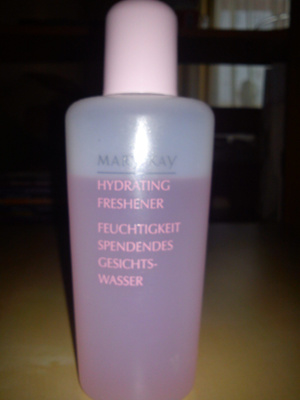 MARY KAY
HYDRATING
FRESHENER
FEUCHTIGKEIT
SPENDENDES
GESICHTS-
WASSER